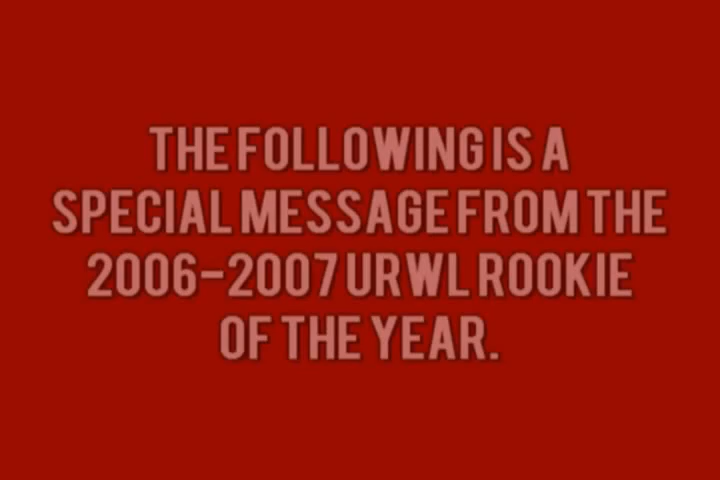 THE FOLLOWING IS A
SPECIAL MESSAGE FROM THE
2006-2007 URWL ROOKIE
OF THE YEAR.